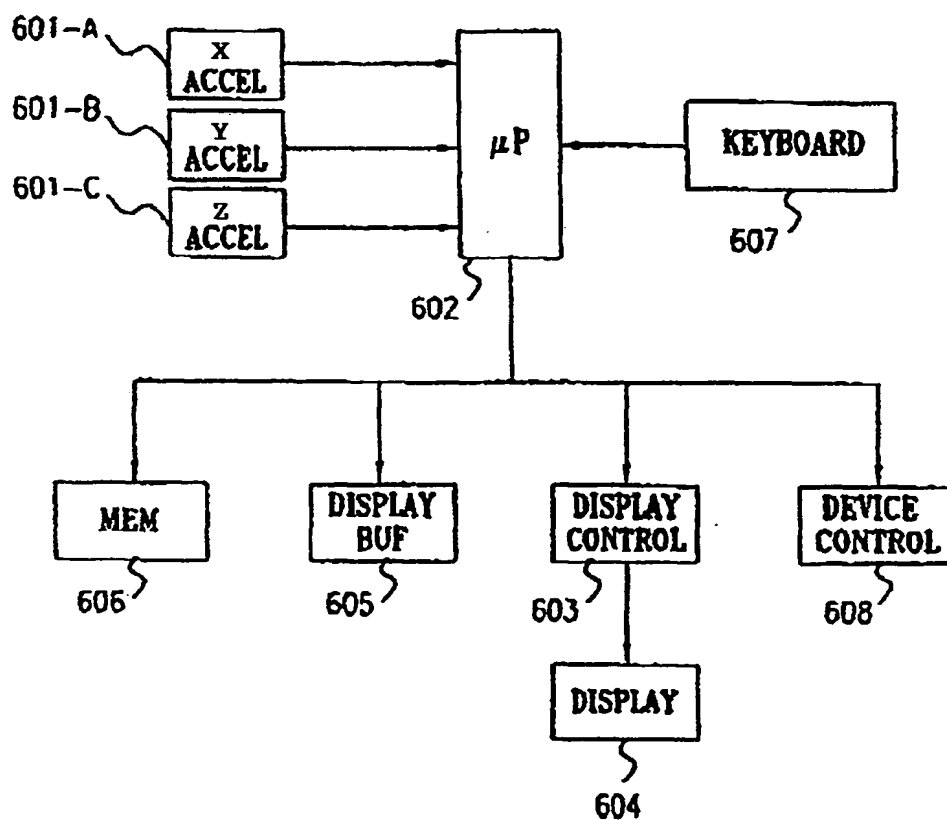 601-A
X
ACCEL
601-B
Y
ACCEL
601-C
Z
ACCEL
μP
602
KEYBOARD
607
MEM
606
DISPLAY
BUF
605
DISPLAY
CONTROL
603
DEVICE
CONTROL
608
DISPLAY
604